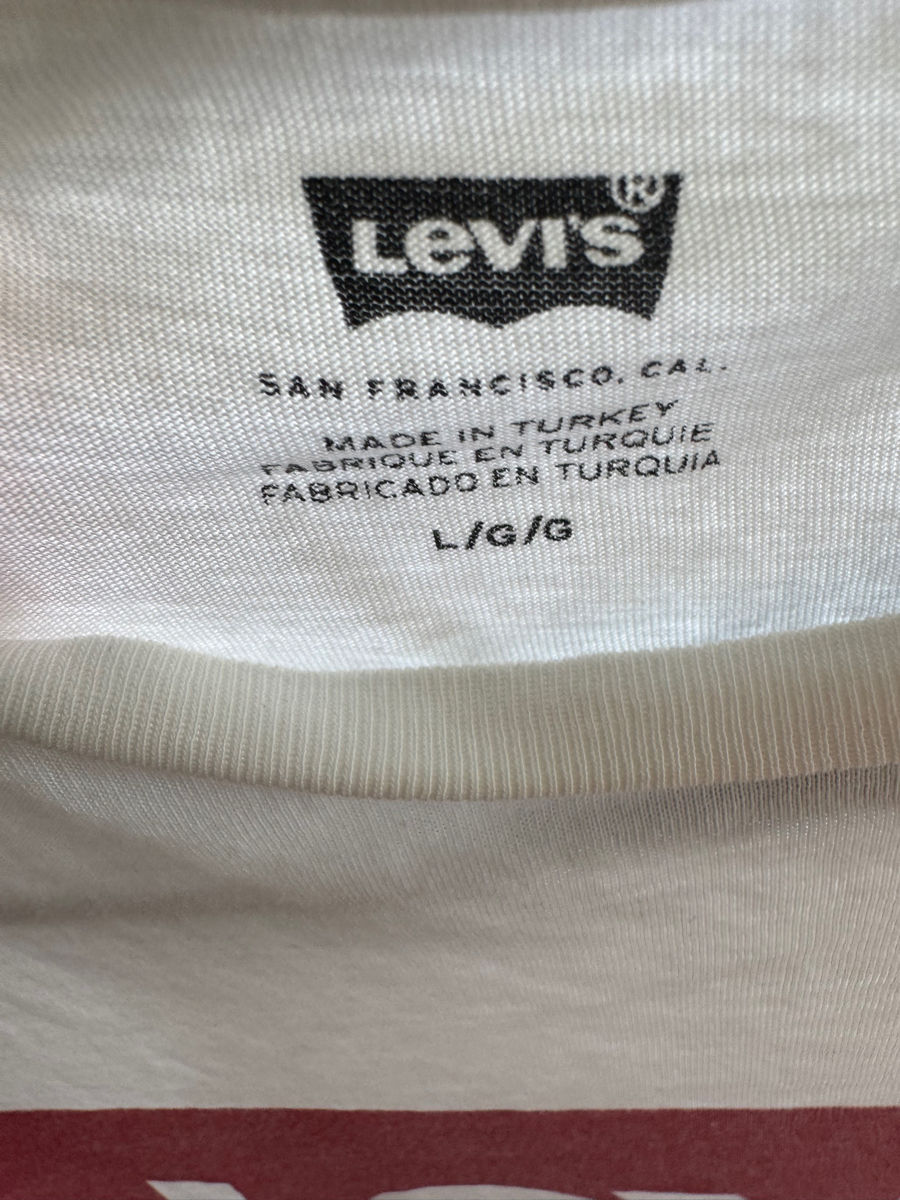 Levi's®
SAN FRANCISCO, CAL.
MADE IN TURKEY
FABRIQUE EN TURQUIE
FABRICADO EN TURQUIA
L/G/G